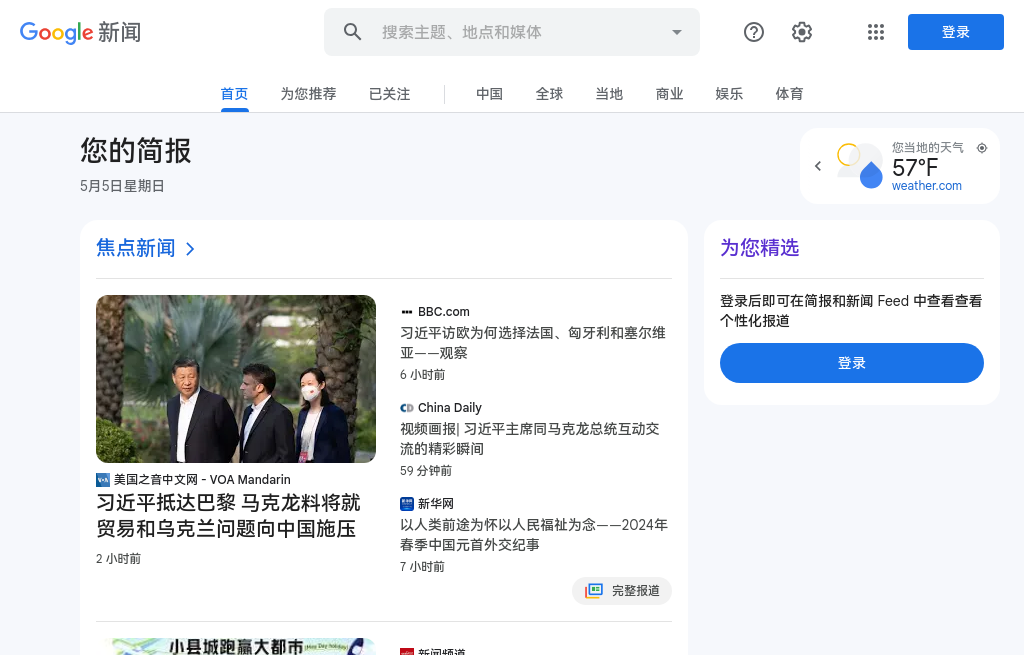 Google 新闻
搜索主题、地点和媒体
登录
首页
为您推荐
已关注
中国
全球
当地
商业
娱乐
体育
您的简报
5月5日星期日
您当地的天气
57°F
weather.com
焦点新闻
VOA
美国之音中文网 - VOA Mandarin
习近平抵达巴黎 马克龙料将就
贸易和乌克兰问题向中国施压
2 小时前
BBC.com
习近平访欧为何选择法国、匈牙利和塞尔维
亚——观察
6 小时前
CD China Daily
视频画报| 习近平主席同马克龙总统互动交
流的精彩瞬间
59 分钟前
新华网
以人类前途为怀以人民福祉为念——2024年
春季中国元首外交纪事
7 小时前
完整报道
为您精选
登录后即可在简报和新闻 Feed 中查看查看
个性化报道
登录
小县城跑赢大都市
May Day holiday!
新闻频道